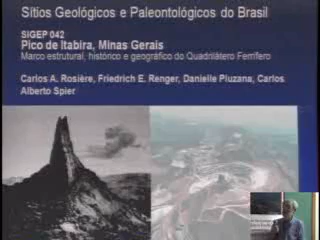 Sítios Geológicos e Paleontológicos do Brasil
SIGEP 042
Pico de Itabira, Minas Gerais
Marco estrutural, histórico e geográfico do Quadrilátero Ferrífero
Carlos A. Rosière, Friedrich E. Renger, Danielle Piuzana, Carlos
Alberto Spier